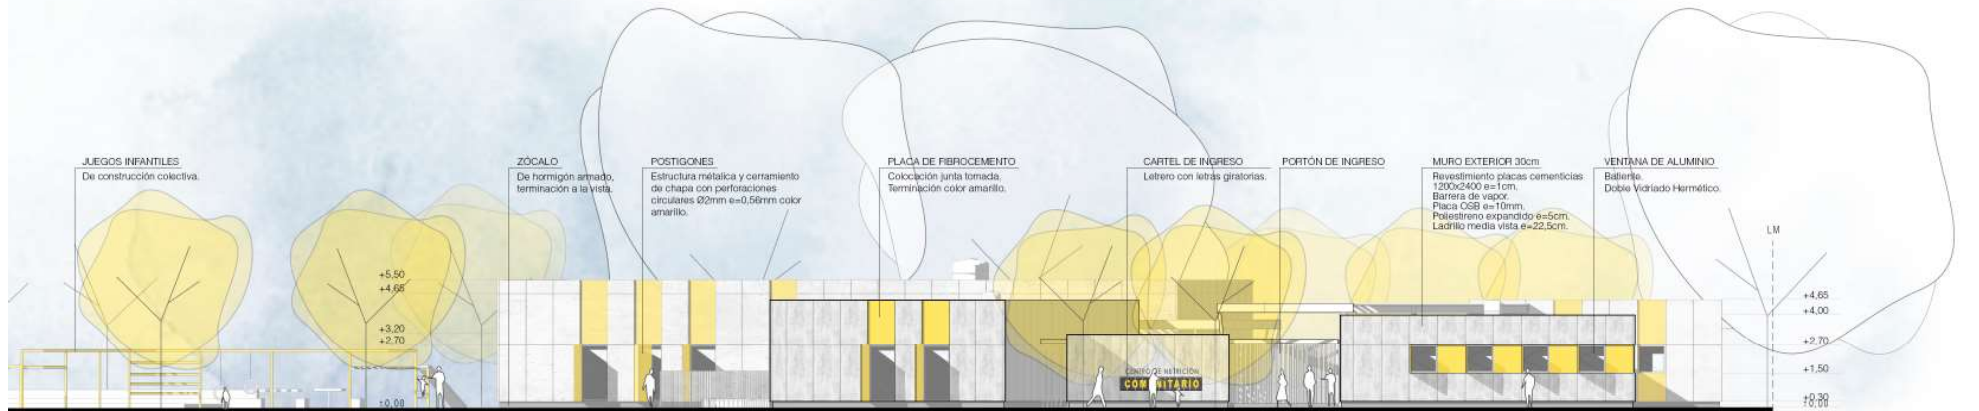 JUEGOS INFANTILES
De construcción colectiva.
ZÓCALO
De hormigón armado,
terminación a la vista.
POSTIGONES
Estructura métalica y cerramiento
de chapa con perforaciones
circulares Ø2mm e=0,56mm color
amarillo.
PLACA DE FIBROCEMENTO
Colocación junta tomada.
Terminación color amarillo.
CARTEL DE INGRESO
Letrero con letras giratorias.
PORTÓN DE INGRESO
MURO EXTERIOR 30cm
Revestimiento placas cementicias
1200x2400 e=1cm.
Barrera de vapor.
Placa OSB e=10mm.
Poliestireno expandido e=5cm.
Ladrillo media vista e=22,5cm.
VENTANA DE ALUMINIO
Batiente.
Doble Vidriado Hermético.
LM
+5,50
+4,65
+3,20
+2,70
±0,00
CENTRO DE NUTRICIÓN
COMUNITARIO
+4,65
+4,00
+2,70
+1,50
+0,30
±0,00